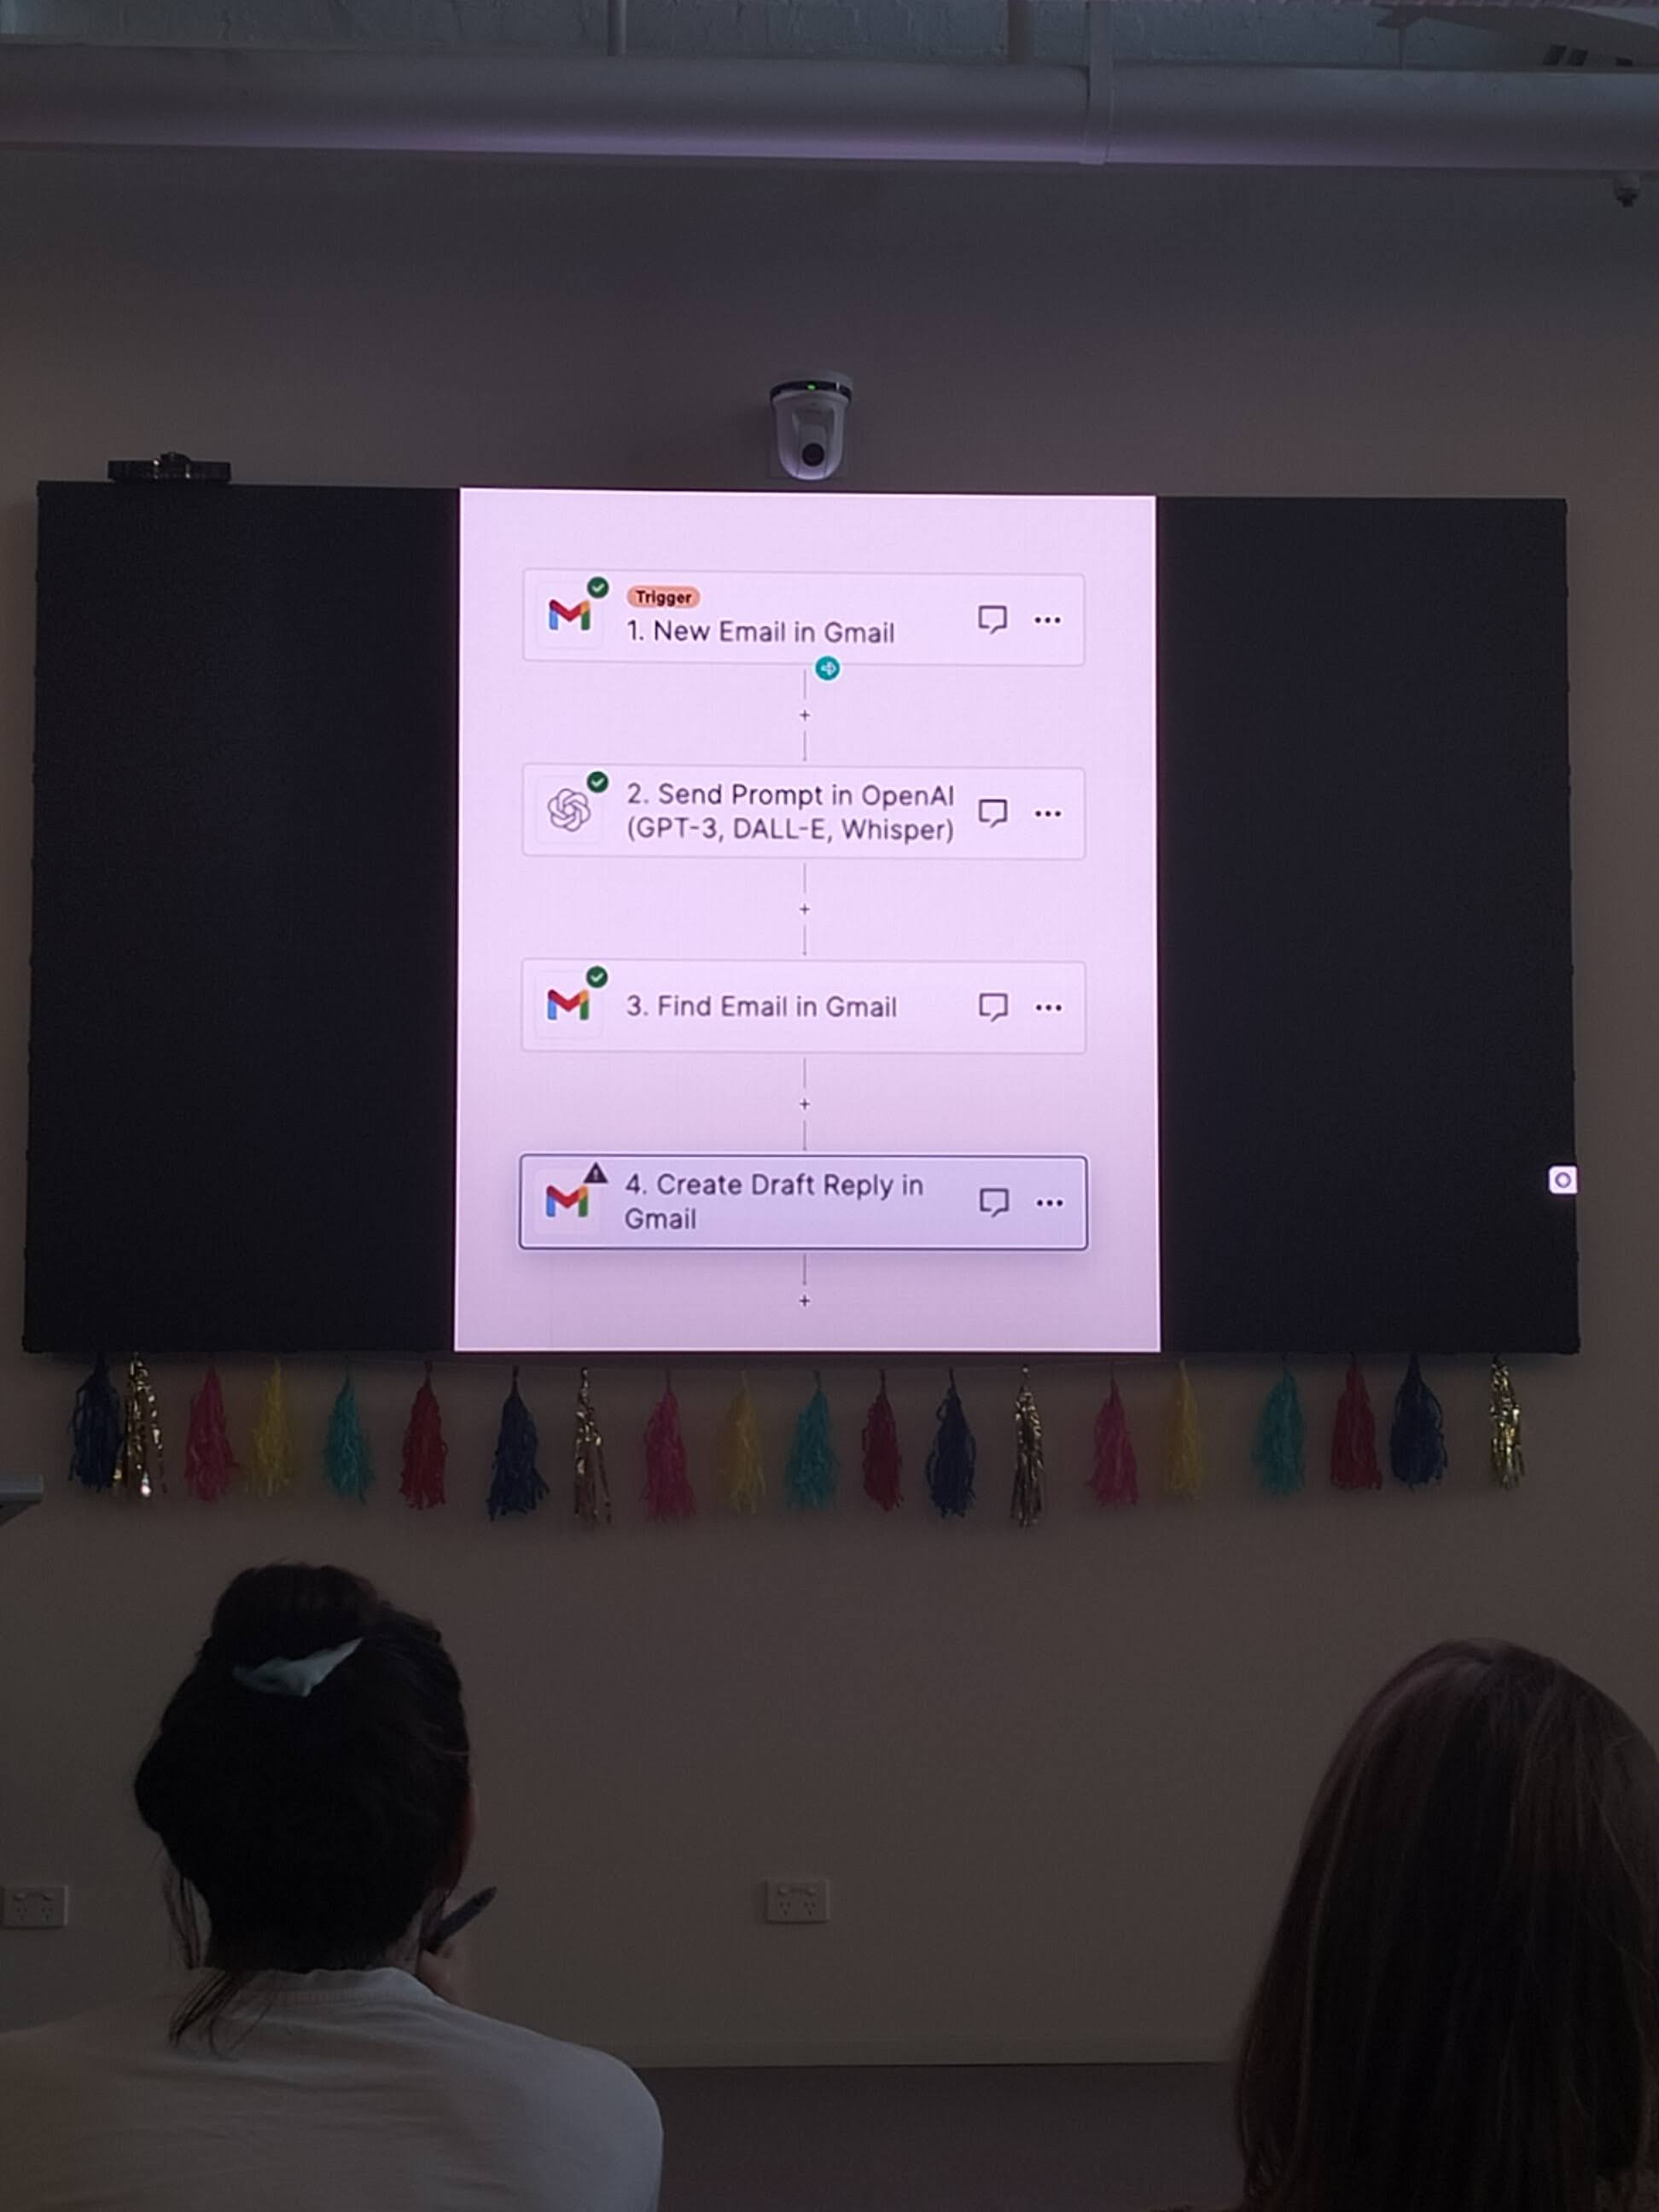 Trigger
1. New Email in Gmail
2. Send Prompt in OpenAI
(GPT-3, DALL-E, Whisper)
3. Find Email in Gmail
4. Create Draft Reply in
Gmail